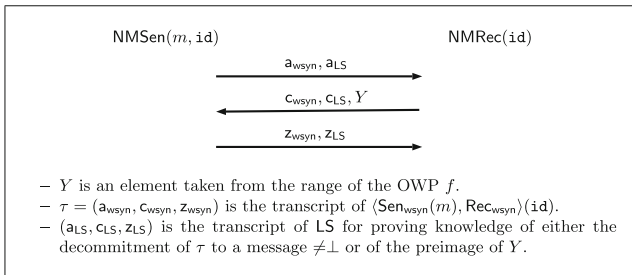 NMSen(m, id) NMRec(id)
a_wsyn, a_LS
c_wsyn, c_LS, Y
z_wsyn, z_LS
– Y is an element taken from the range of the OWP f.
– τ = (a_wsyn, c_wsyn, z_wsyn) is the transcript of ⟨Sen_wsyn(m), Rec_wsyn⟩(id).
– (a_LS, c_LS, z_LS) is the transcript of LS for proving knowledge of either the
decommitment of τ to a message ≠⊥ or of the preimage of Y.